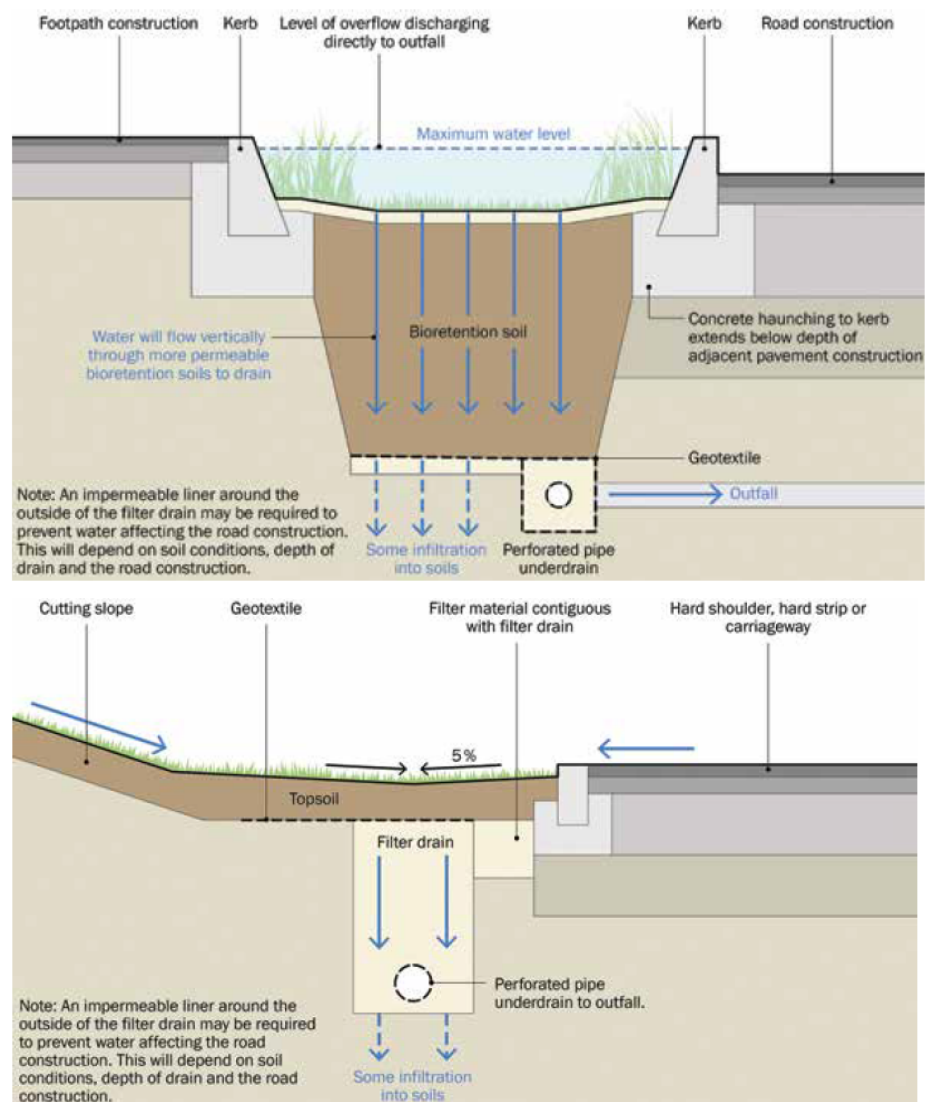 Footpath construction
Kerb
Level of overflow discharging
directly to outfall
Kerb
Road construction
Maximum water level
Water will flow vertically
through more permeable
bioretention soils to drain
Bioretention soil
Concrete haunching to kerb
extends below depth of
adjacent pavement construction
Geotextile
Outfall
Note: An impermeable liner around the
outside of the filter drain may be required to
prevent water affecting the road construction.
This will depend on soil conditions, depth of
drain and the road construction.
Some infiltration
into soils
Perforated pipe
underdrain
Cutting slope
Geotextile
Filter material contiguous
with filter drain
Hard shoulder, hard strip or
carriageway
5%
Topsoil
Filter drain
Perforated pipe
underdrain to outfall.
Note: An impermeable liner around the
outside of the filter drain may be required
to prevent water affecting the road
construction. This will depend on soil
conditions, depth of drain and the road
construction.
Some infiltration
into soils